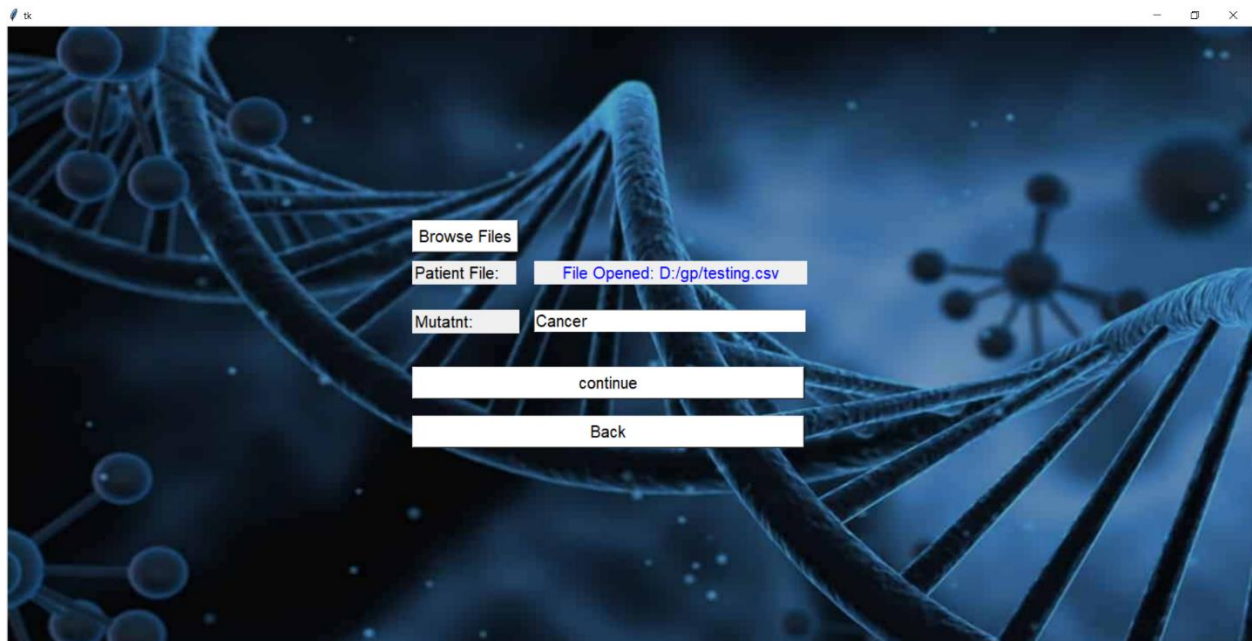 tk
Browse Files
Patient File: File Opened: D:/gp/testing.csv
Mutatnt: Cancer
continue
Back